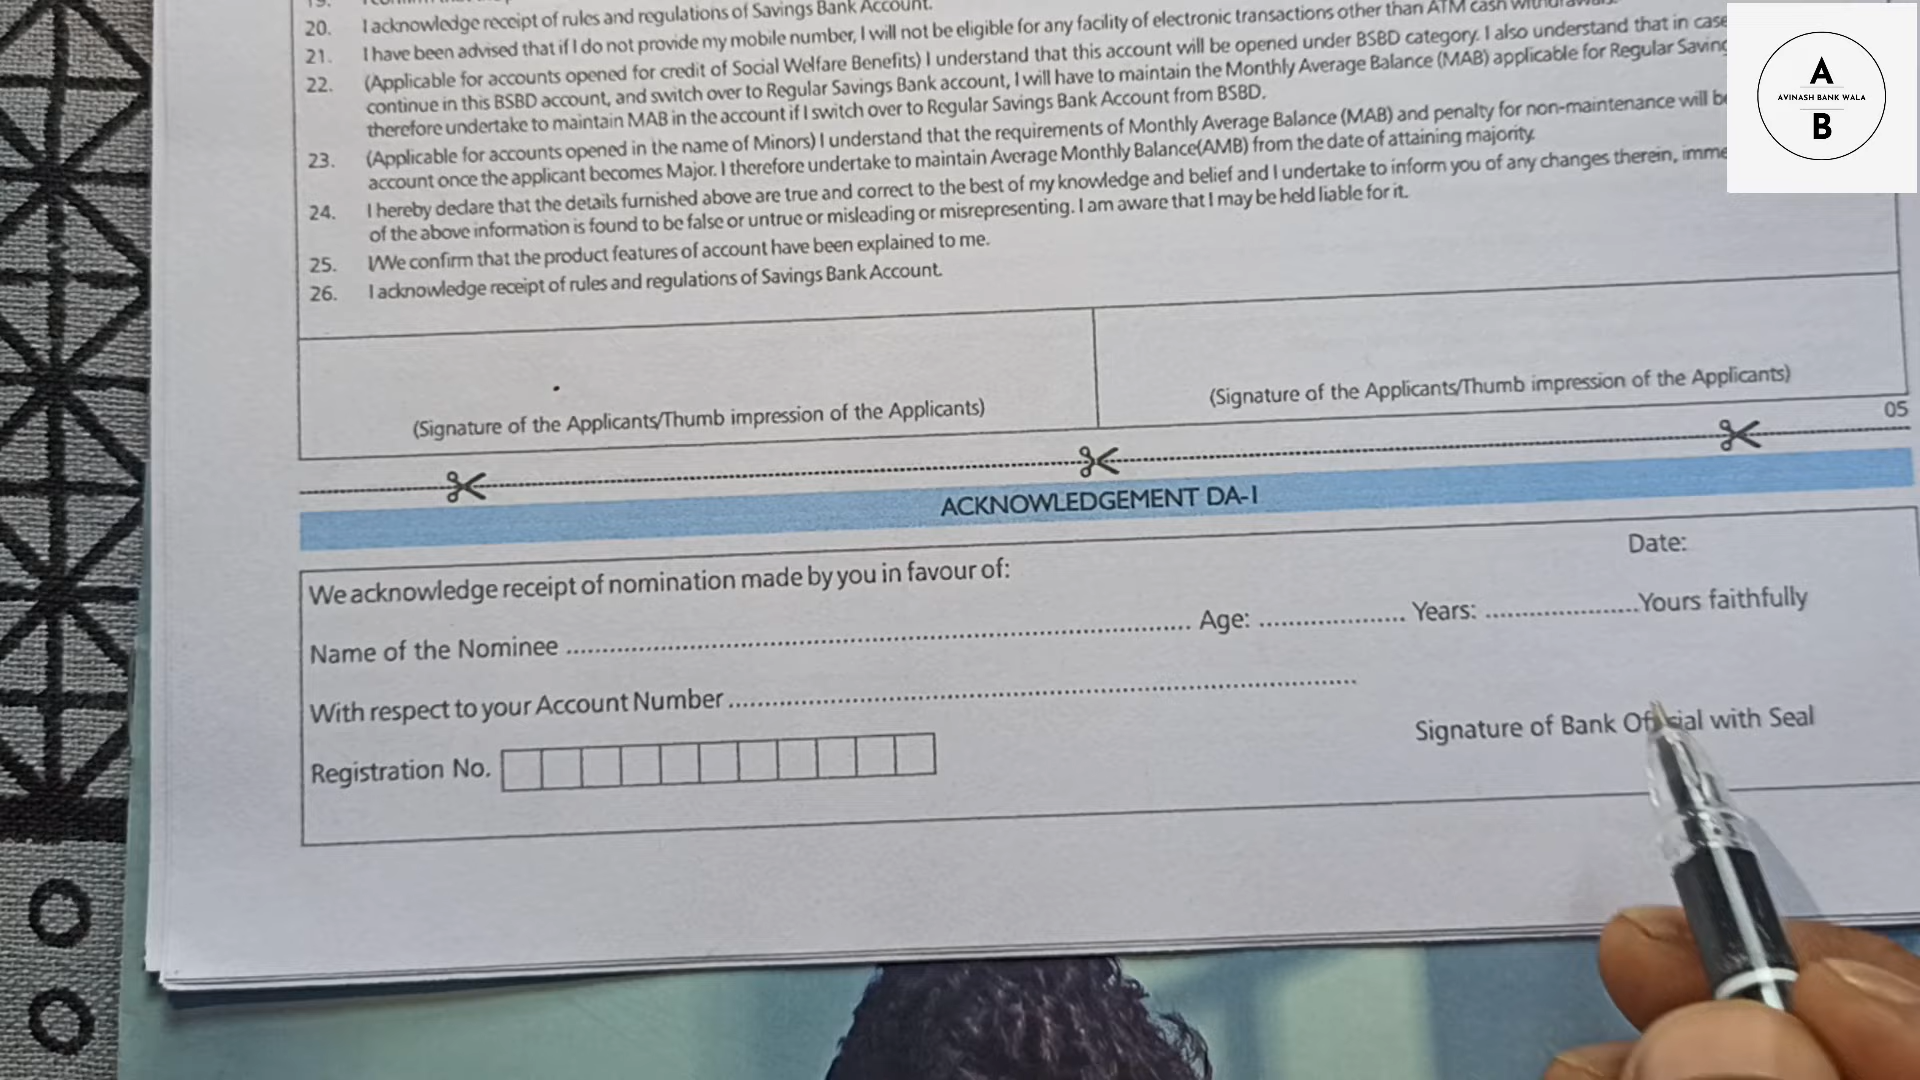 20. I acknowledge receipt of rules and regulations of Savings Bank Account.
21. I have been advised that if I do not provide my mobile number, I will not be eligible for any facility of electronic transactions other than ATM cash withdrawals.
22. (Applicable for accounts opened for credit of Social Welfare Benefits) I understand that this account will be opened under BSBD category. I also understand that in case
continue in this BSBD account, and switch over to Regular Savings Bank account, I will have to maintain the Monthly Average Balance (MAB) applicable for Regular
therefore undertake to maintain MAB in the account if I switch over to Regular Savings Bank Account from BSBD.
23. (Applicable for accounts opened in the name of Minors) I understand that the requirements of Monthly Average Balance (MAB) and penalty for non-maintenance will
account once the applicant becomes Major. I therefore undertake to maintain Average Monthly Balance(AMB) from the date of attaining majority.
24. I hereby declare that the details furnished above are true and correct to the best of my knowledge and belief and I undertake to inform you of any changes therein,
of the above information is found to be false or untrue or misleading or misrepresenting. I am aware that I may be held liable for it.
25. I/We confirm that the product features of account have been explained to me.
26. I acknowledge receipt of rules and regulations of Savings Bank Account.
(Signature of the Applicants/Thumb impression of the Applicants)
(Signature of the Applicants/Thumb impression of the Applicants)
05
ACKNOWLEDGEMENT DA-1
Date:
We acknowledge receipt of nomination made by you in favour of:
Name of the Nominee .......... Age: .......... Years: .......... Yours faithfully
With respect to your Account Number ..........
Signature of Bank Official with Seal
Registration No.
A
AVINASH BANK WALA
B